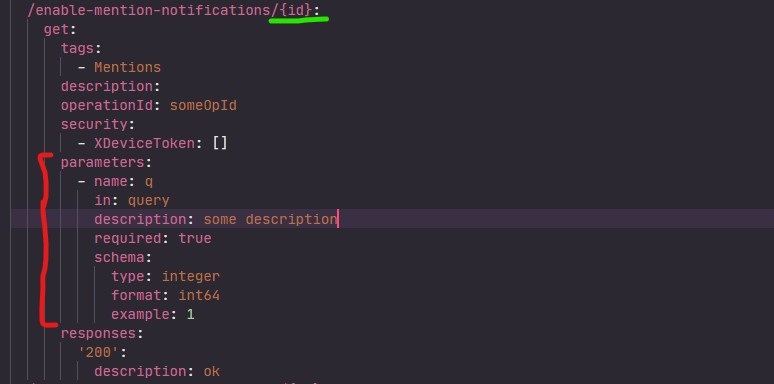 /enable-mention-notifications/{id}:
get:
tags:
- Mentions
description:
operationId: someOpId
security:
- XDeviceToken: []
parameters:
- name: q
in: query
description: some description
required: true
schema:
type: integer
format: int64
example: 1
responses:
'200':
description: ok